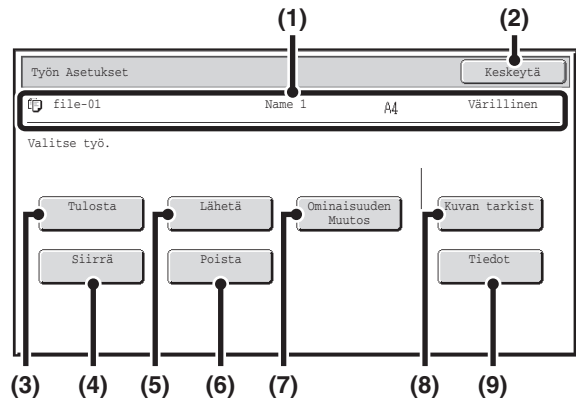 (1) (2)
Työn Asetukset Keskeytä
file-01 Name 1 A4 Värillinen
Valitse työ.
Tulosta Lähetä Ominaisuuden Muutos Kuvan tarkist
Siirrä Poista Tiedot
(3) (4) (5) (6) (7) (8) (9)